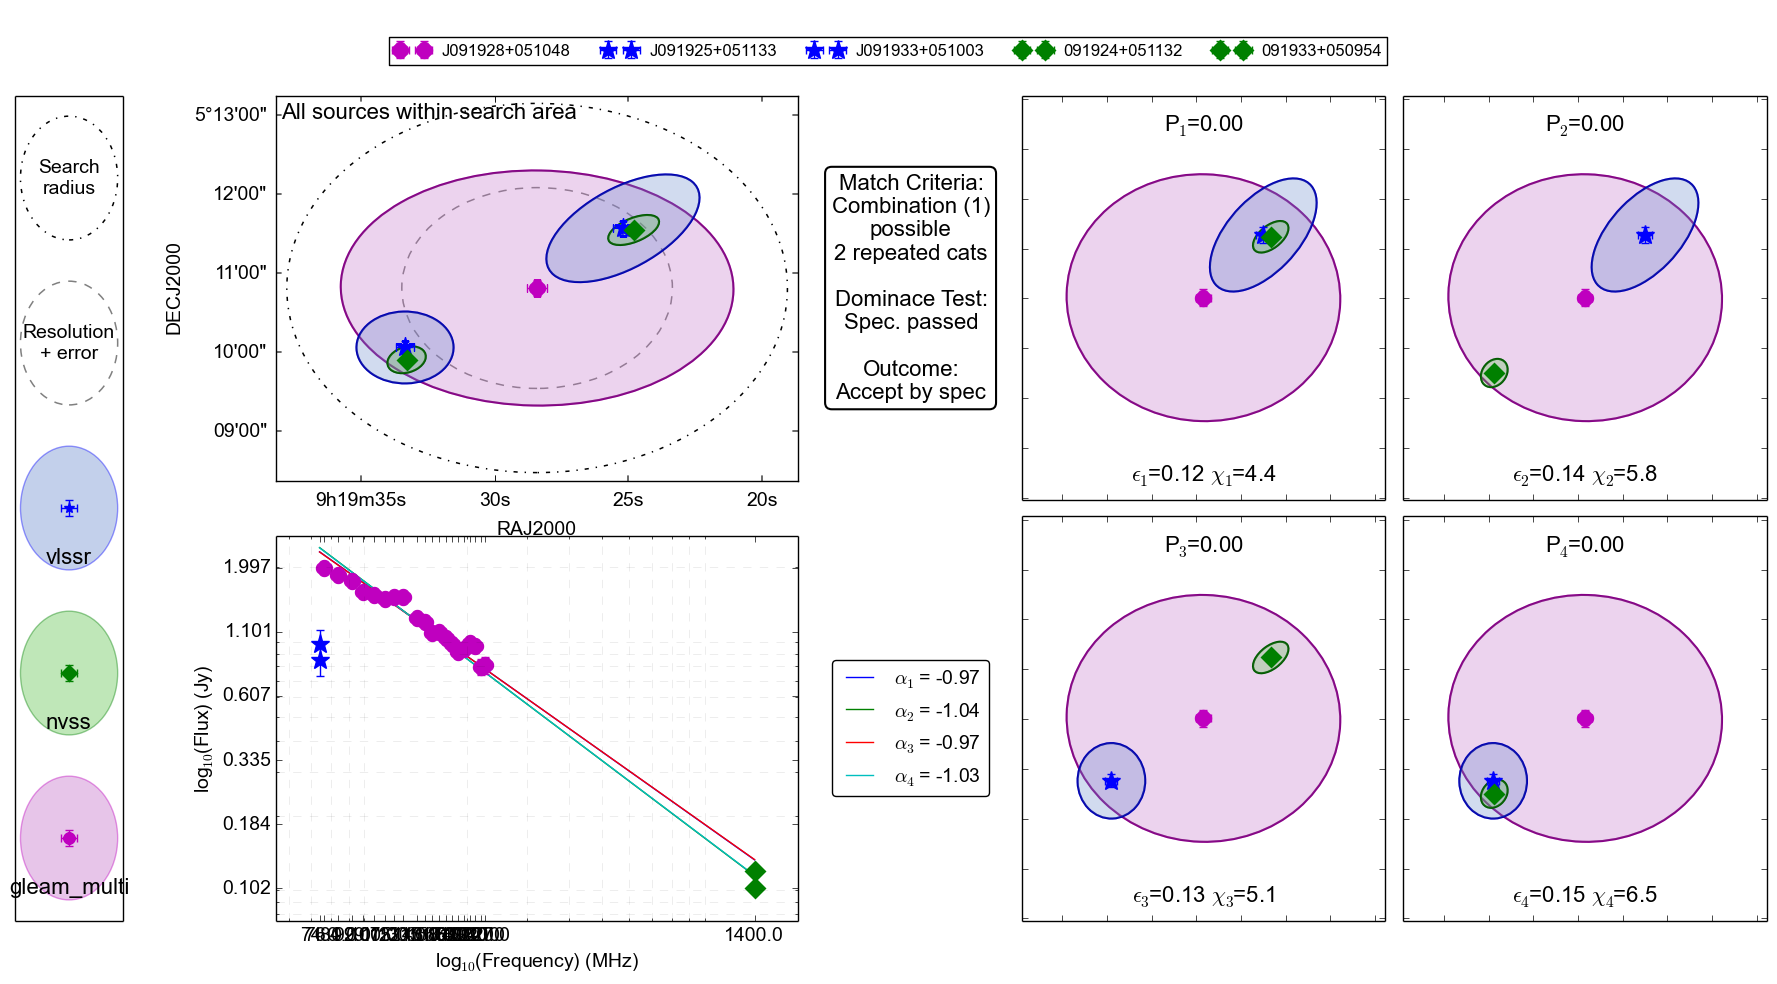 J091928+051048 J091925+051133 J091933+051003 091924+051132 091933+050954
Search
radius
Resolution
+ error
vlssr
nvss
gleam_multi
All sources within search area
5°13'00"
12'00"
11'00"
10'00"
09'00"
DECJ2000
9h19m35s 30s 25s 20s
RAJ2000
Match Criteria:
Combination (1)
possible
2 repeated cats
Dominace Test:
Spec. passed
Outcome:
Accept by spec
P₁=0.00
ϵ₁=0.12 χ₁=4.4
P₂=0.00
ϵ₂=0.14 χ₂=5.8
1.997
1.101
0.607
0.335
0.184
0.102
log₁₀(Flux) (Jy)
1400.0
log₁₀(Frequency) (MHz)
α₁ = -0.97
α₂ = -1.04
α₃ = -0.97
α₄ = -1.03
P₃=0.00
ϵ₃=0.13 χ₃=5.1
P₄=0.00
ϵ₄=0.15 χ₄=6.5